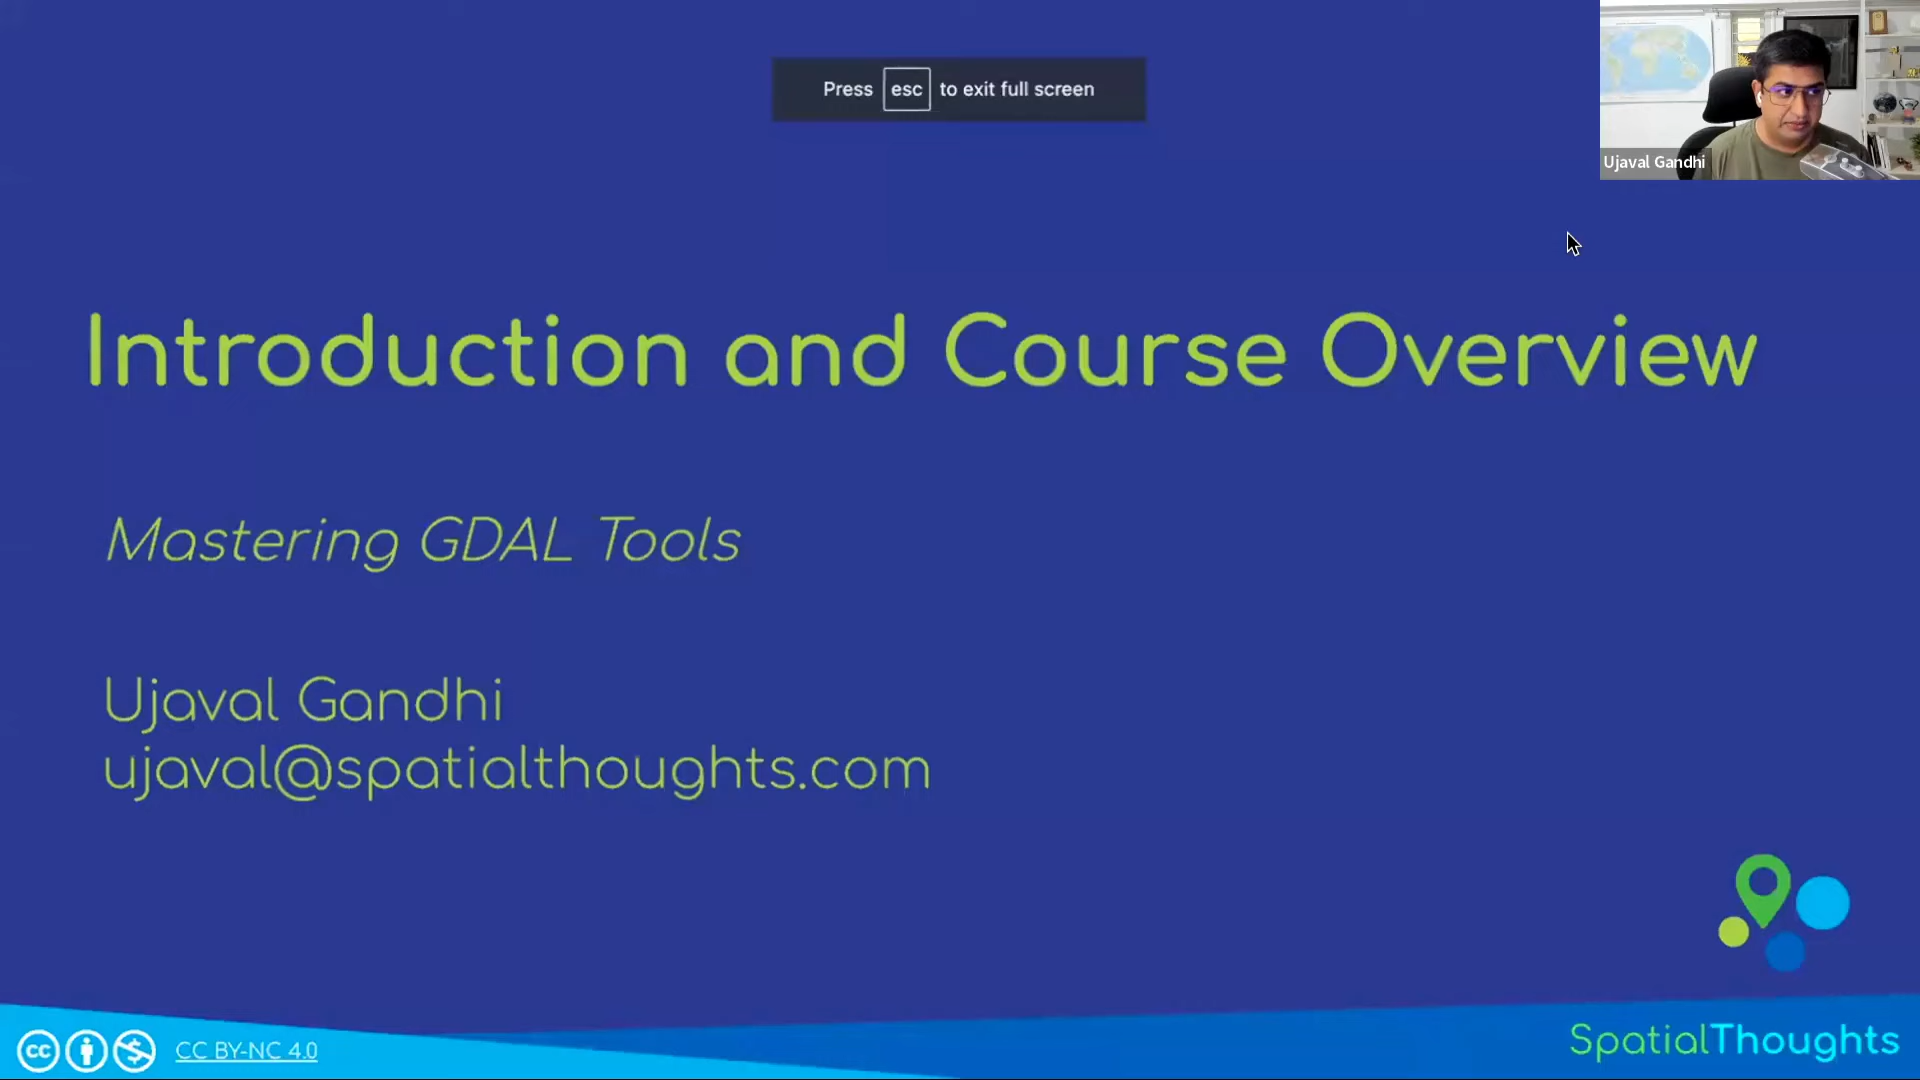 Press esc to exit full screen
Ujaval Gandhi
Introduction and Course Overview
Mastering GDAL Tools
Ujaval Gandhi
ujaval@spatialthoughts.com
cc
CC BY-NC 4.0
SpatialThoughts